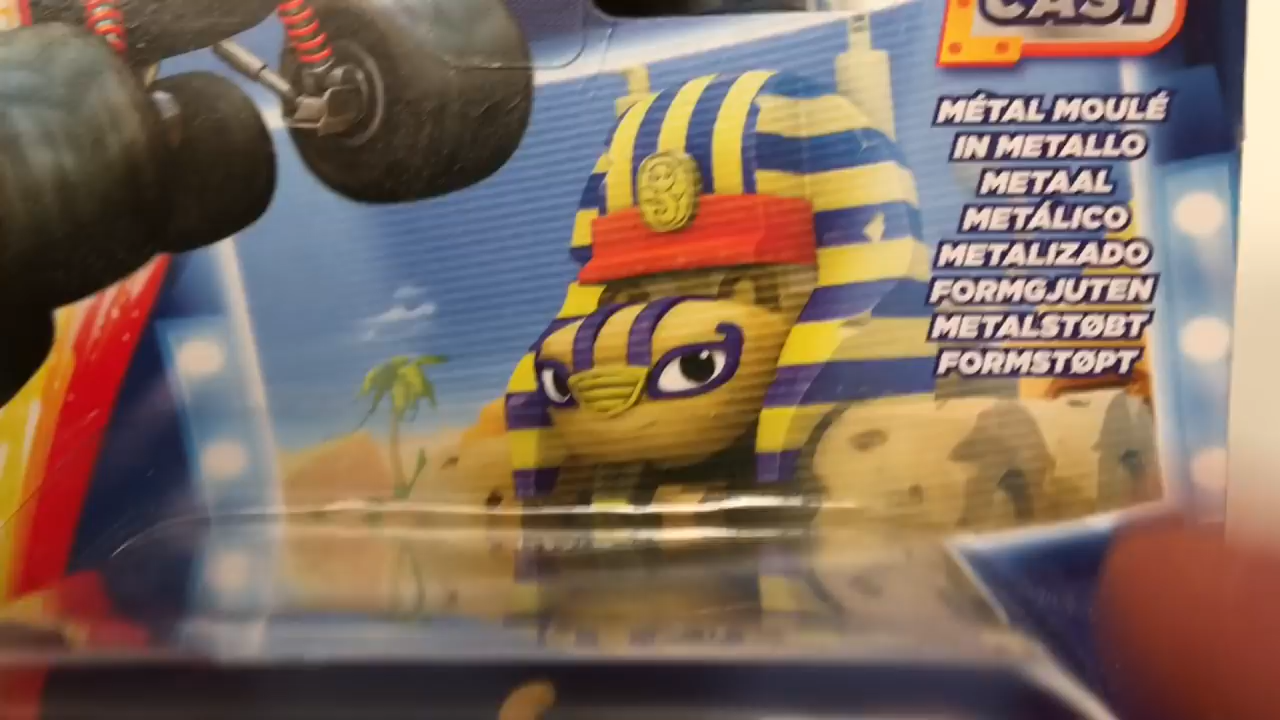 CAST
MÉTAL MOULÉ
IN METALLO
METAAL
METÁLICO
METALIZADO
FORMGJUTEN
METALSTØBT
FORMSTØPT